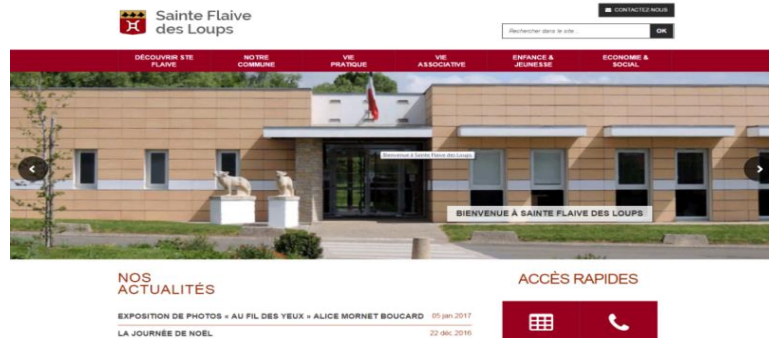 CONTACTEZ-NOUS
Sainte Flaive
des Loups
Rechercher dans le site...
OK
DÉCOUVRIR STE
FLAIVE
NOTRE
COMMUNE
VIE
PRATIQUE
VIE
ASSOCIATIVE
ENFANCE &
JEUNESSE
ECONOMIE &
SOCIAL
Bienvenue à Sainte Flaive des Loups
BIENVENUE À SAINTE FLAIVE DES LOUPS
NOS
ACTUALITÉS
EXPOSITION DE PHOTOS « AU FIL DES YEUX » ALICE MORNET BOUCARD 05 jan 2017
LA JOURNÉE DE NOËL 22 déc 2016
ACCÈS RAPIDES